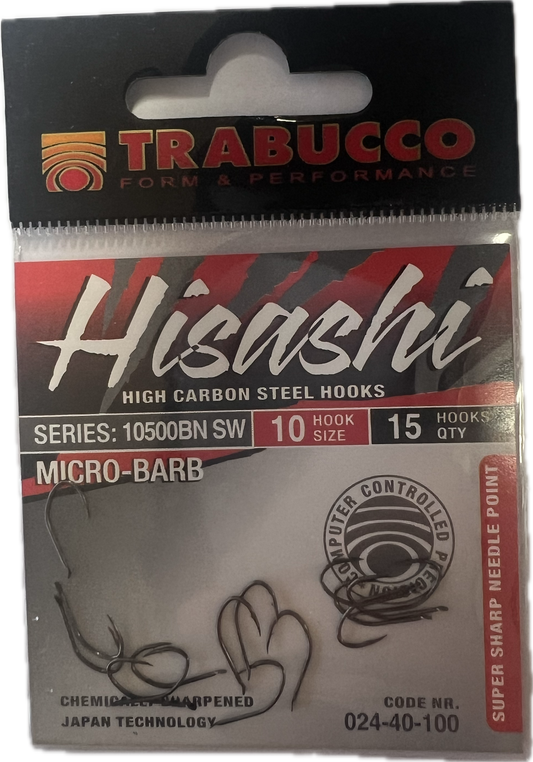 TRABUCCO
FORM & PERFORMANCE
Hisashi
HIGH CARBON STEEL HOOKS
SERIES: 10500BN SW
10 HOOK SIZE
15 HOOKS QTY
MICRO-BARB
COMPUTER CONTROLLED PRECISION
SUPER SHARP NEEDLE POINT
CHEMICALLY SHARPENED
JAPAN TECHNOLOGY
CODE NR.
024-40-100